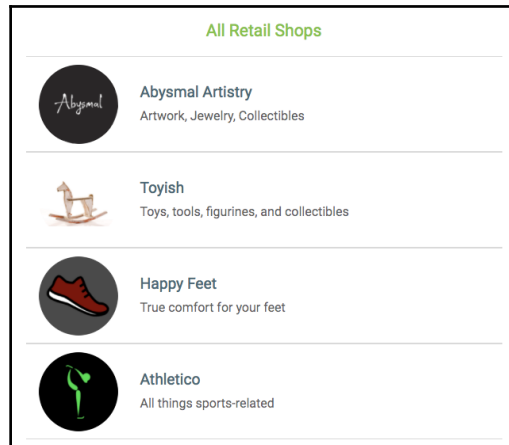 All Retail Shops
Abysmal
Abysmal Artistry
Artwork, Jewelry, Collectibles
Toyish
Toys, tools, figurines, and collectibles
Happy Feet
True comfort for your feet
Athletico
All things sports-related